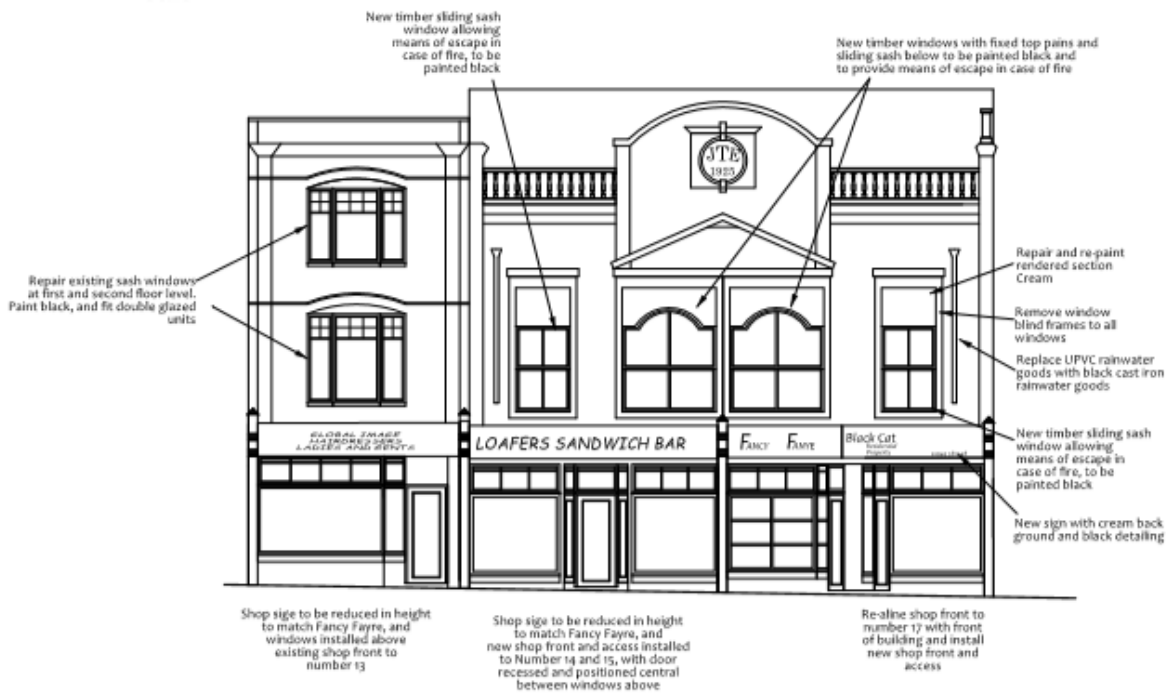 New timber sliding sash
window allowing
means of escape in
case of fire, to be
painted black
New timber windows with fixed top pains and
sliding sash below to be painted black and
to provide means of escape in case of fire
JTE
1925
Repair existing sash windows
at first and second floor level.
Paint black, and fit double glazed
units
Repair and re-paint
rendered section
Cream
Remove window
blind frames to all
windows
Replace UPVC rainwater
goods with black cast iron
rainwater goods
GLOBAL IMAGE
HAIRDRESSERS
LADIES AND GENTS
LOAFERS SANDWICH BAR
FANCY FAYRE
Black Cat
Residential
Property
New timber sliding sash
window allowing
means of escape in
case of fire, to be
painted black
New sign with cream back
ground and black detailing
Shop sige to be reduced in height
to match Fancy Fayre, and
windows installed above
existing shop front to
number 13
Shop sige to be reduced in height
to match Fancy Fayre, and
new shop front and access installed
to Number 14 and 15, with door
recessed and positioned central
between windows above
Re-aline shop front to
number 17 with front
of building and install
new shop front and
access